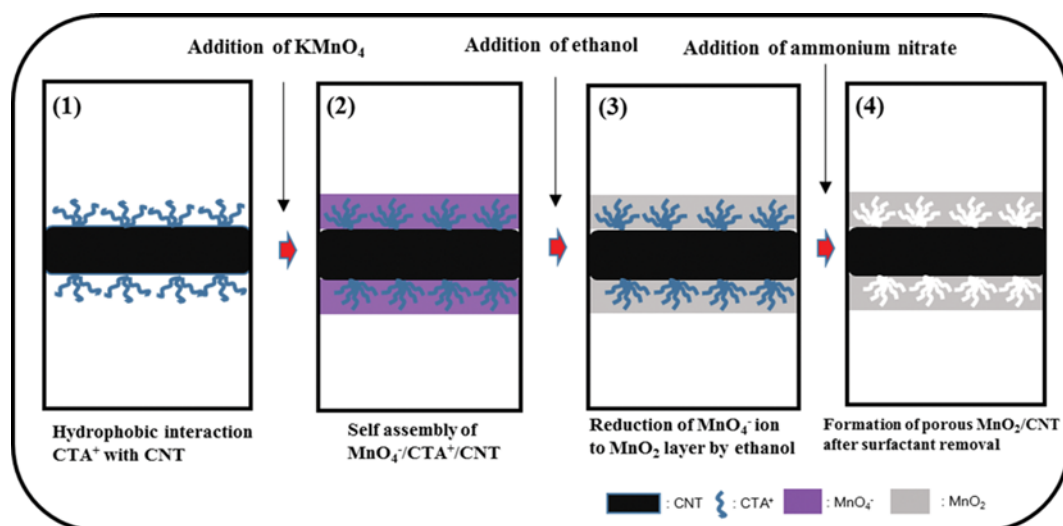 Addition of KMnO₄
Addition of ethanol
Addition of ammonium nitrate
(1)
(2)
(3)
(4)
Hydrophobic interaction
CTA⁺ with CNT
Self assembly of
MnO₄⁻/CTA⁺/CNT
Reduction of MnO₄⁻ ion
to MnO₂ layer by ethanol
Formation of porous MnO₂/CNT
after surfactant removal
: CNT
: CTA⁺
: MnO₄⁻
: MnO₂